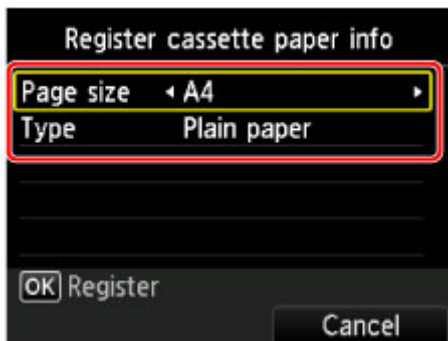 Register cassette paper info
Page size A4
Type Plain paper
OK Register
Cancel